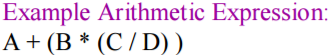 Example Arithmetic Expression:
A + (B * (C / D) )